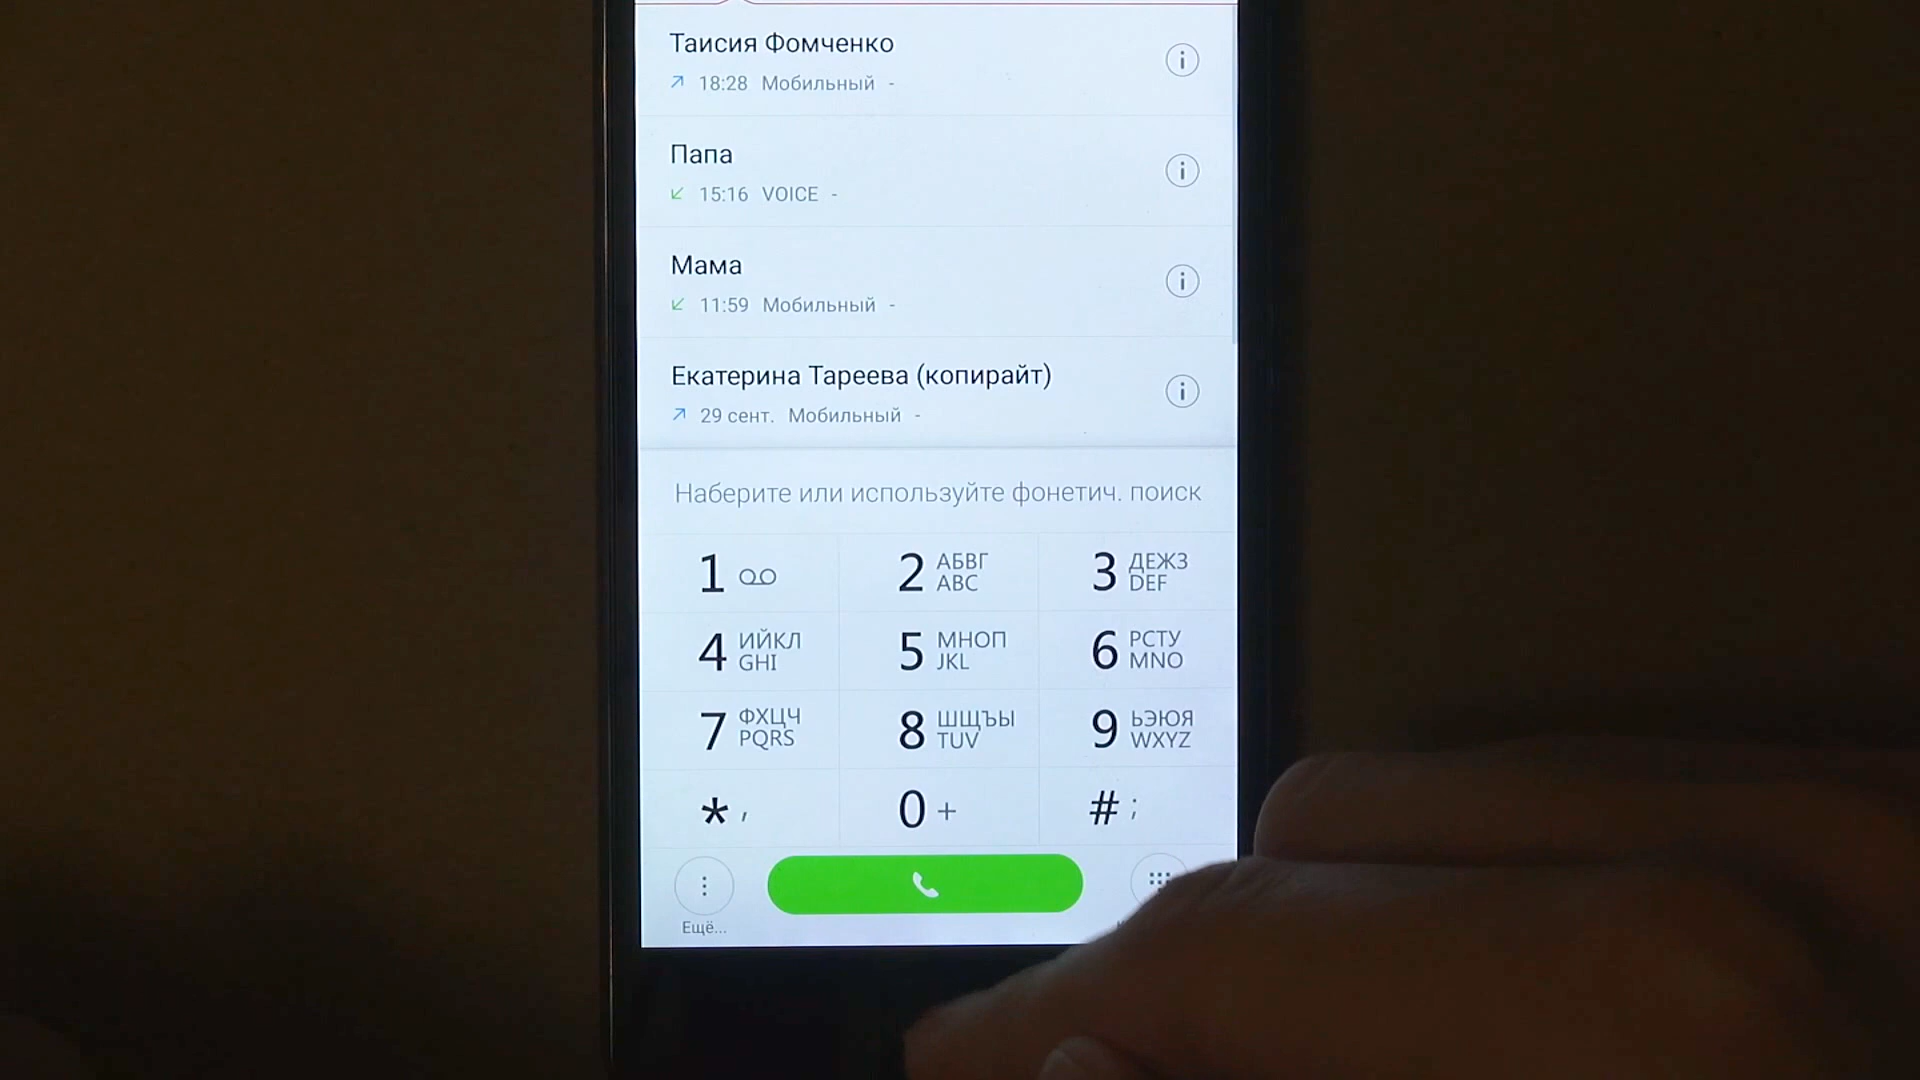 Таисия Фомченко
18:28 Мобильный -
Папа
15:16 VOICE -
Мама
11:59 Мобильный -
Екатерина Тареева (копирайт)
29 сент. Мобильный -
Наберите или используйте фонетич. поиск
1
2 АБВГ ABC
3 ДЕЖЗ DEF
4 ИЙКЛ GHI
5 МНОП JKL
6 РСТУ MNO
7 ФХЦЧ PQRS
8 ШЩЪЫ TUV
9 ЬЭЮЯ WXYZ
* ,
0 +
# ;
Ещё...